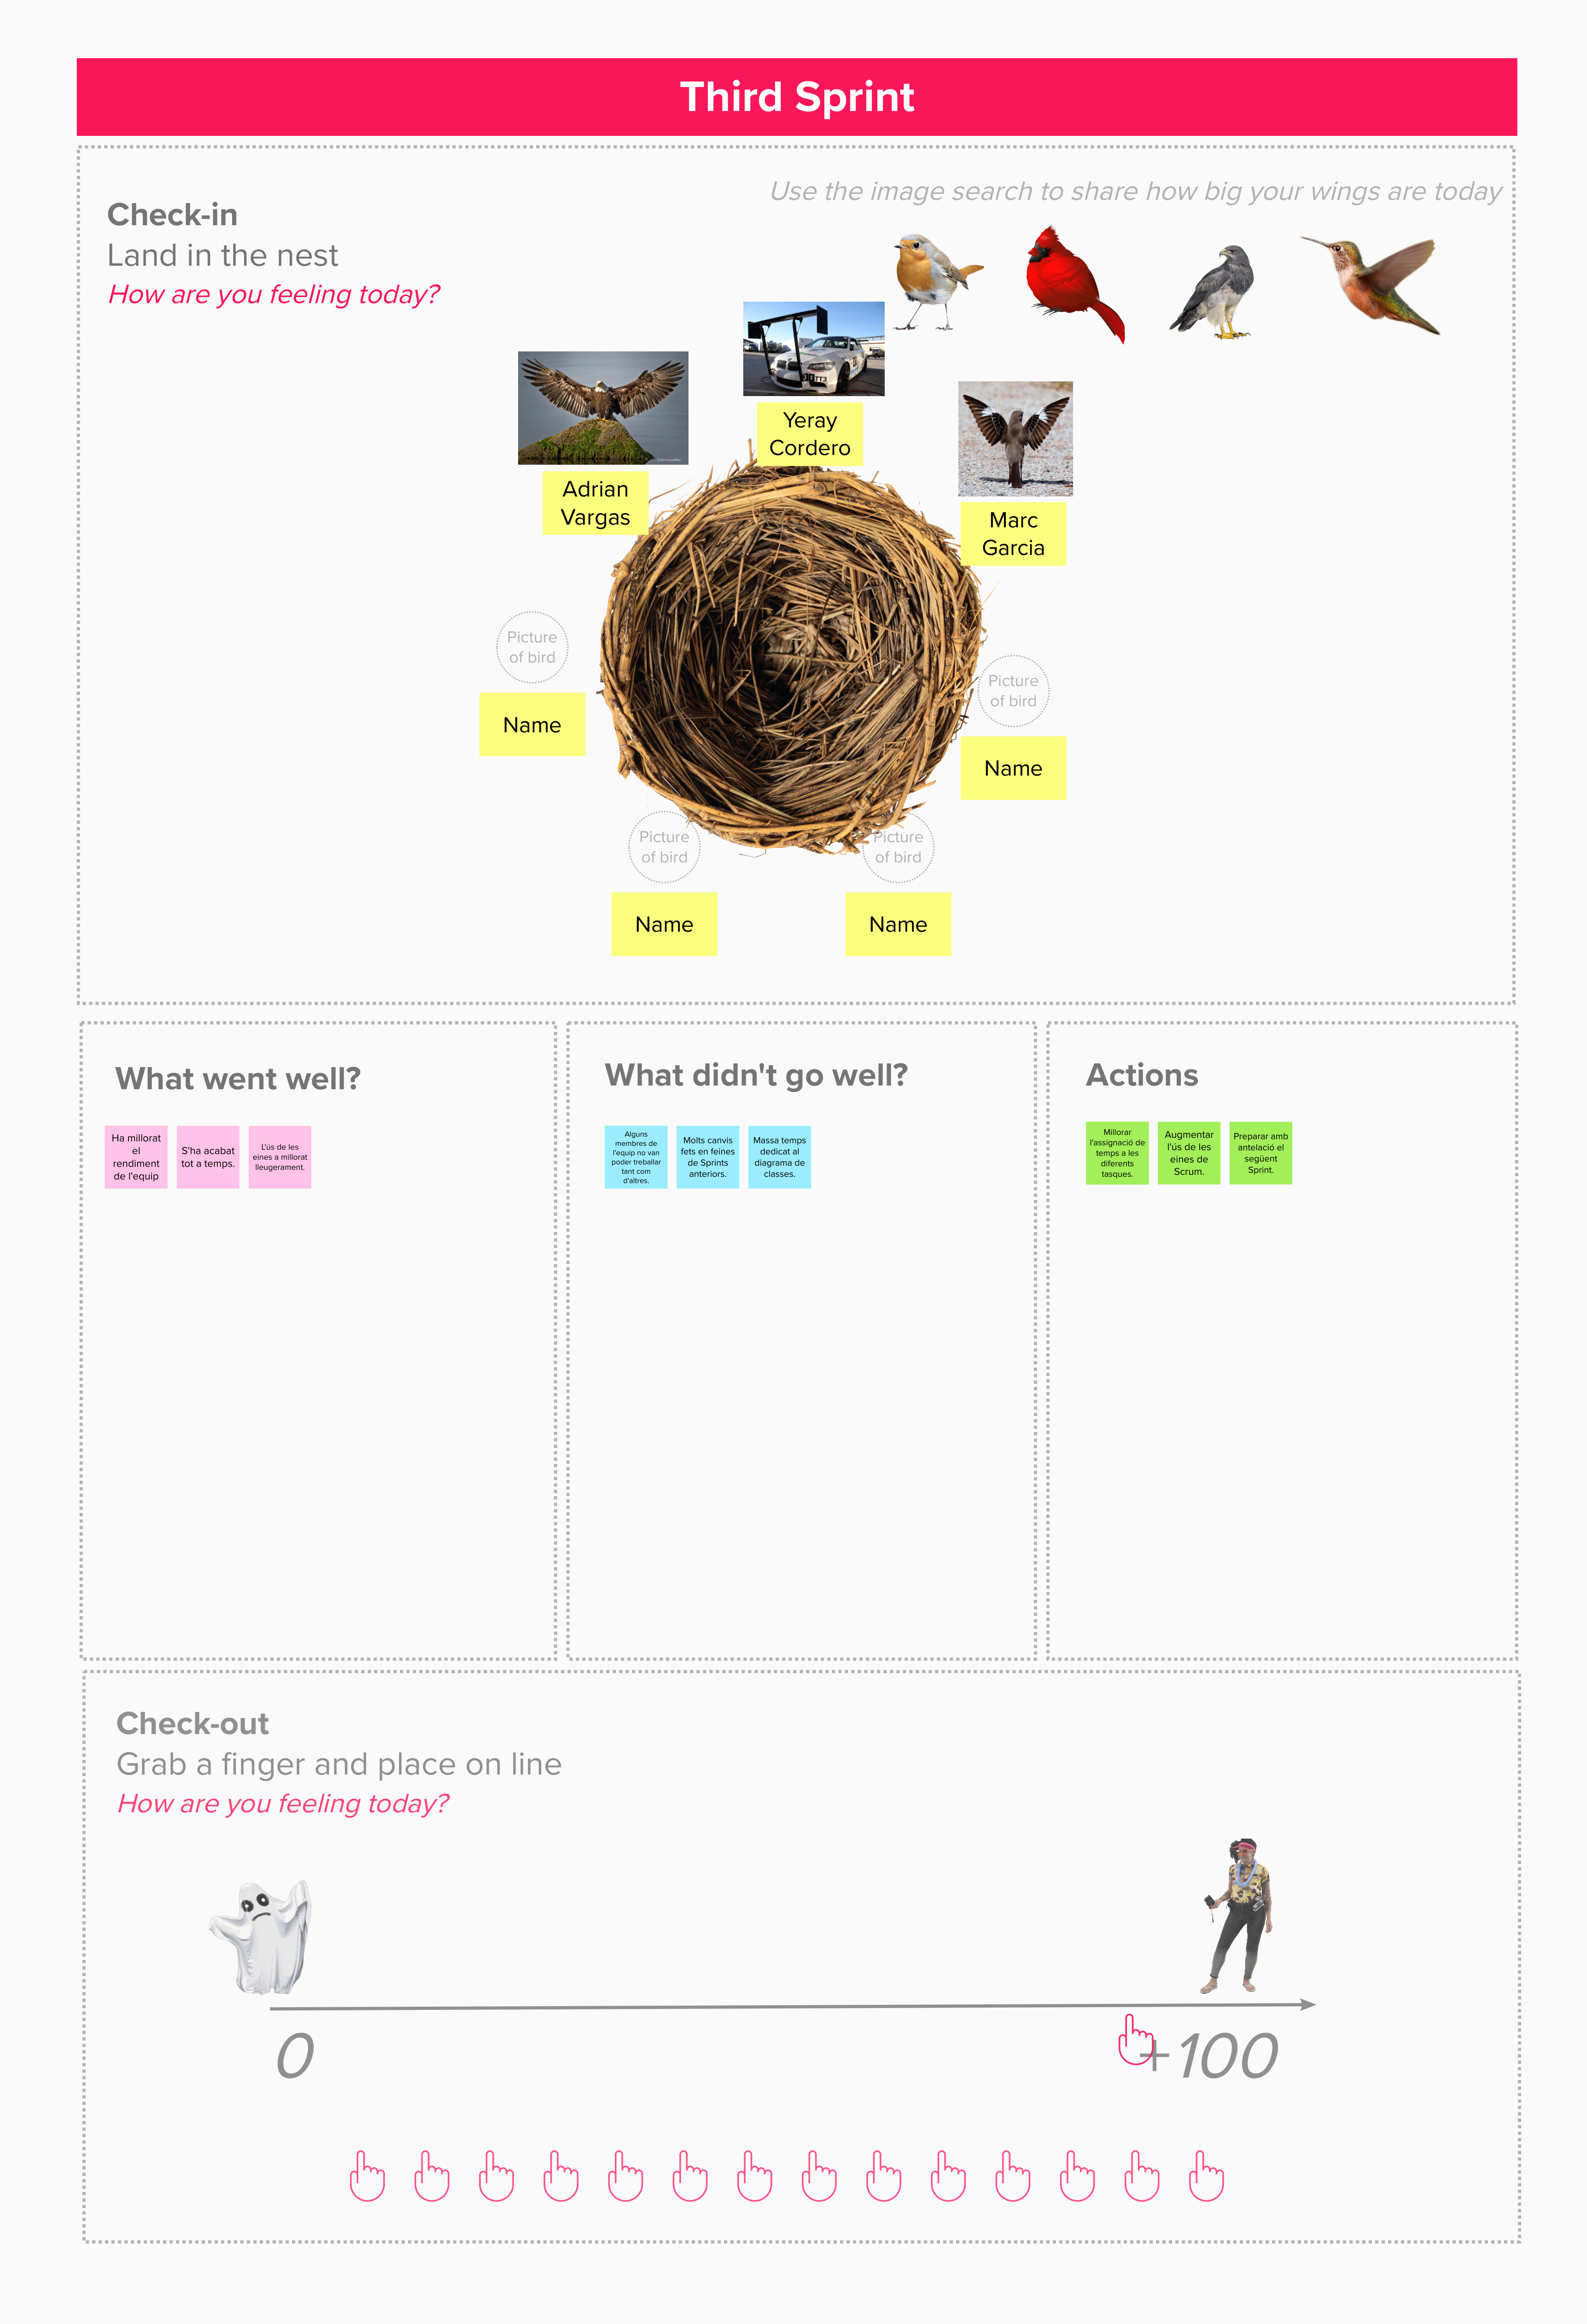 Third Sprint
Use the image search to share how big your wings are today
Check-in
Land in the nest
How are you feeling today?
Yeray
Cordero
Adrian
Vargas
Marc
Garcia
Picture
of bird
Name
Picture
of bird
Name
Picture
of bird
Name
Picture
of bird
Name
What went well?
Ha millorat
el
rendiment
de l'equip
S'ha acabat
tot a temps.
L'ús de les
eines a millorat
lleugerament.
What didn't go well?
Alguns
membres de
l'equip no van
poder treballar
tant com
d'altres.
Molts canvis
fets en feines
de Sprints
anteriors.
Massa temps
dedicat al
diagrama de
classes.
Actions
Millorar
l'assignació de
temps a les
diferents
tasques.
Augmentar
l'ús de les
eines de
Scrum.
Preparar amb
antelació el
següent
Sprint.
Check-out
Grab a finger and place on line
How are you feeling today?
0
+100